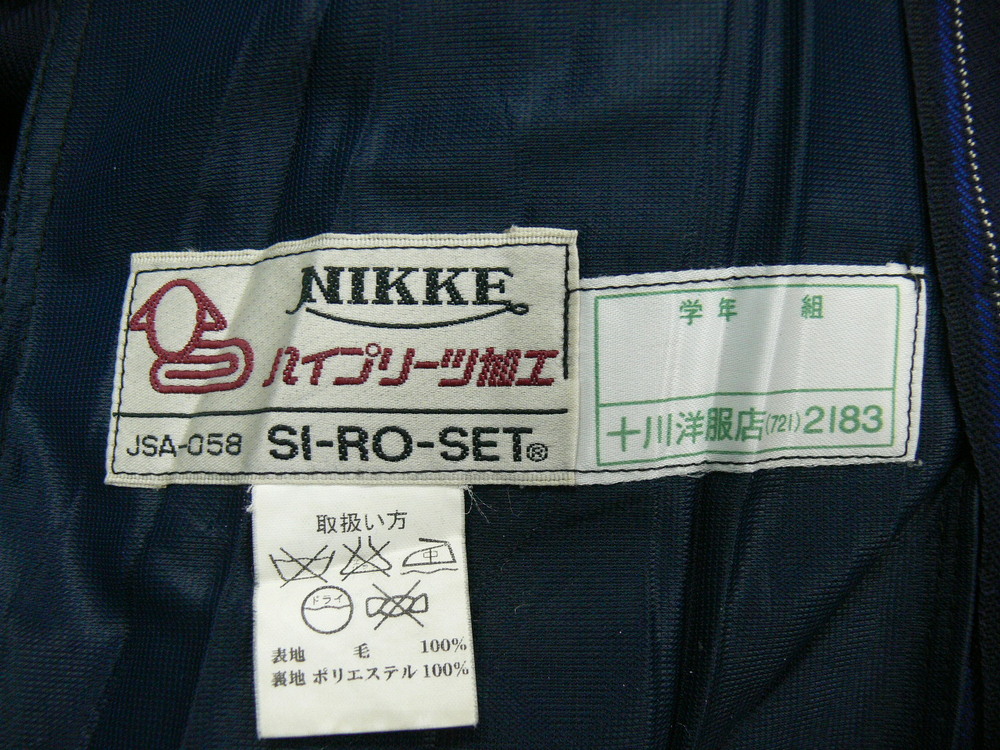 NIKKE
ハイプリーツ加工
JSA-058 SI-RO-SET®
学年 組
十川洋服店(721)2183
取扱い方
中
ドライ
表地 毛 100%
裏地 ポリエステル 100%